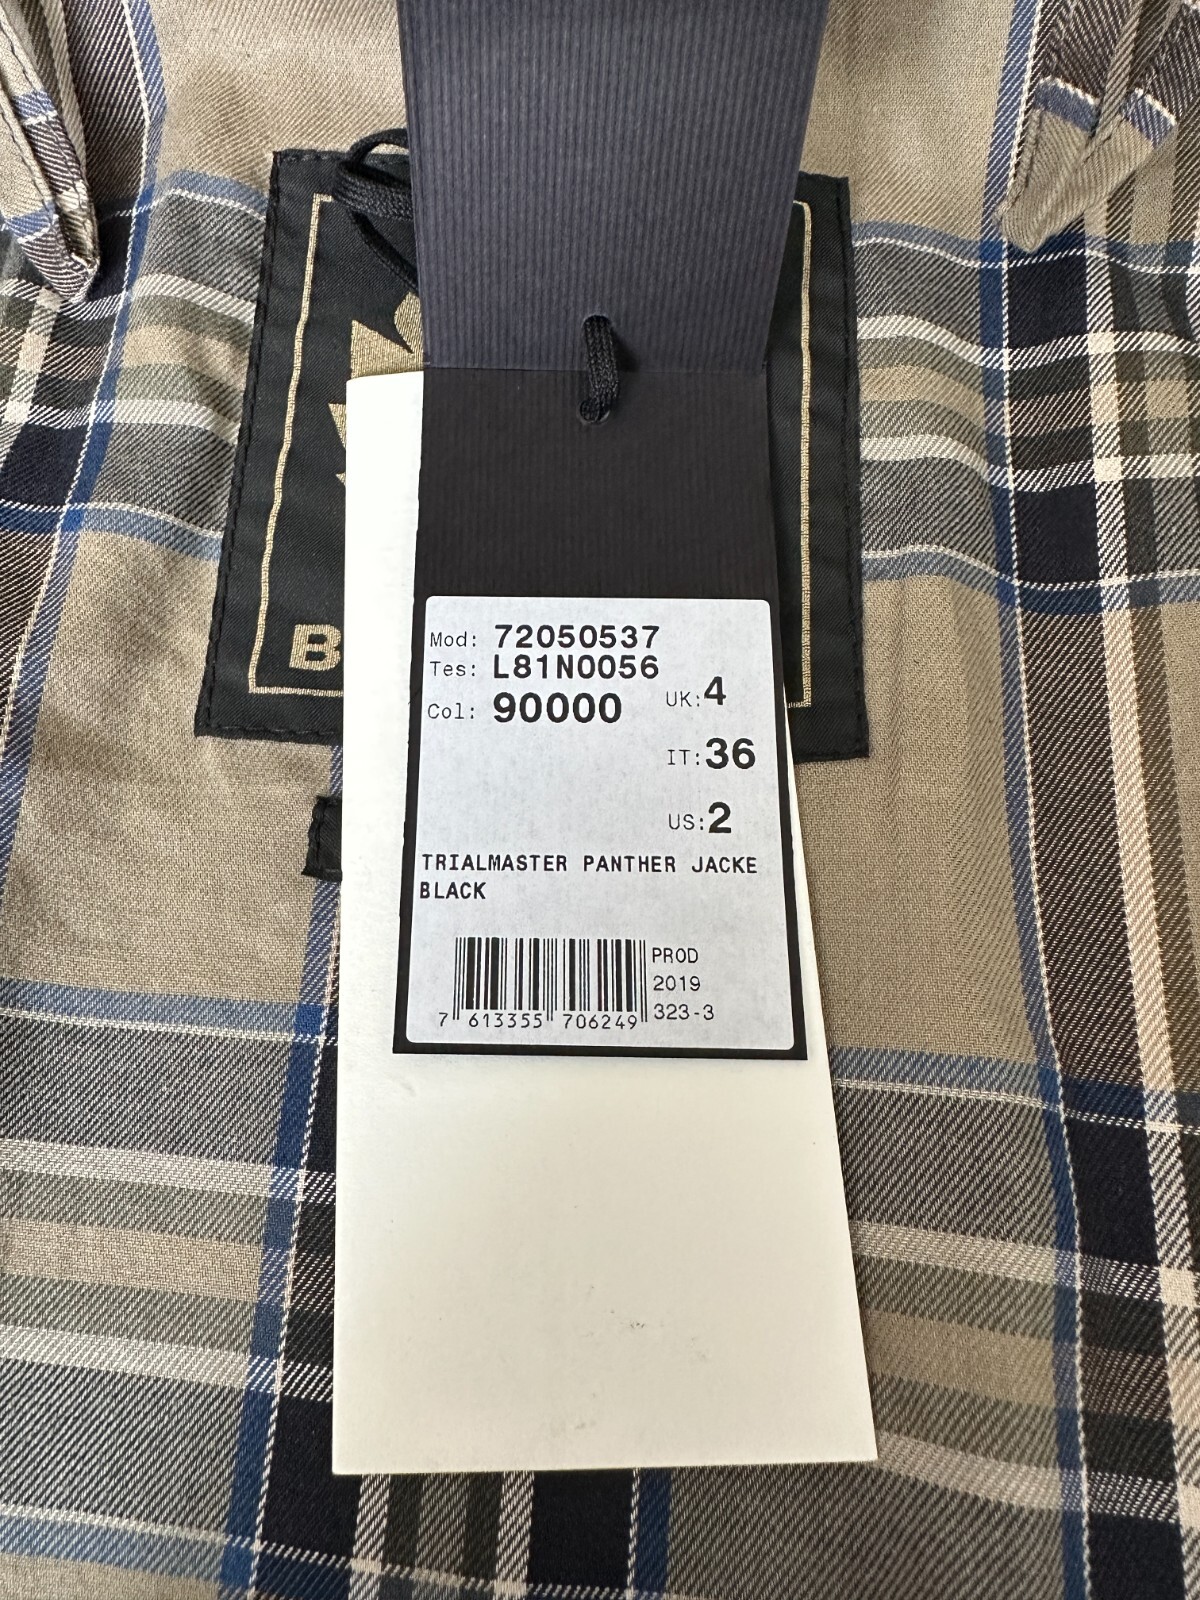 B
Mod: 72050537
Tes: L81N0056
Col: 90000
UK: 4
IT: 36
US: 2
TRIALMASTER PANTHER JACKE
BLACK
PROD
2019
323-3
7 613355 706249